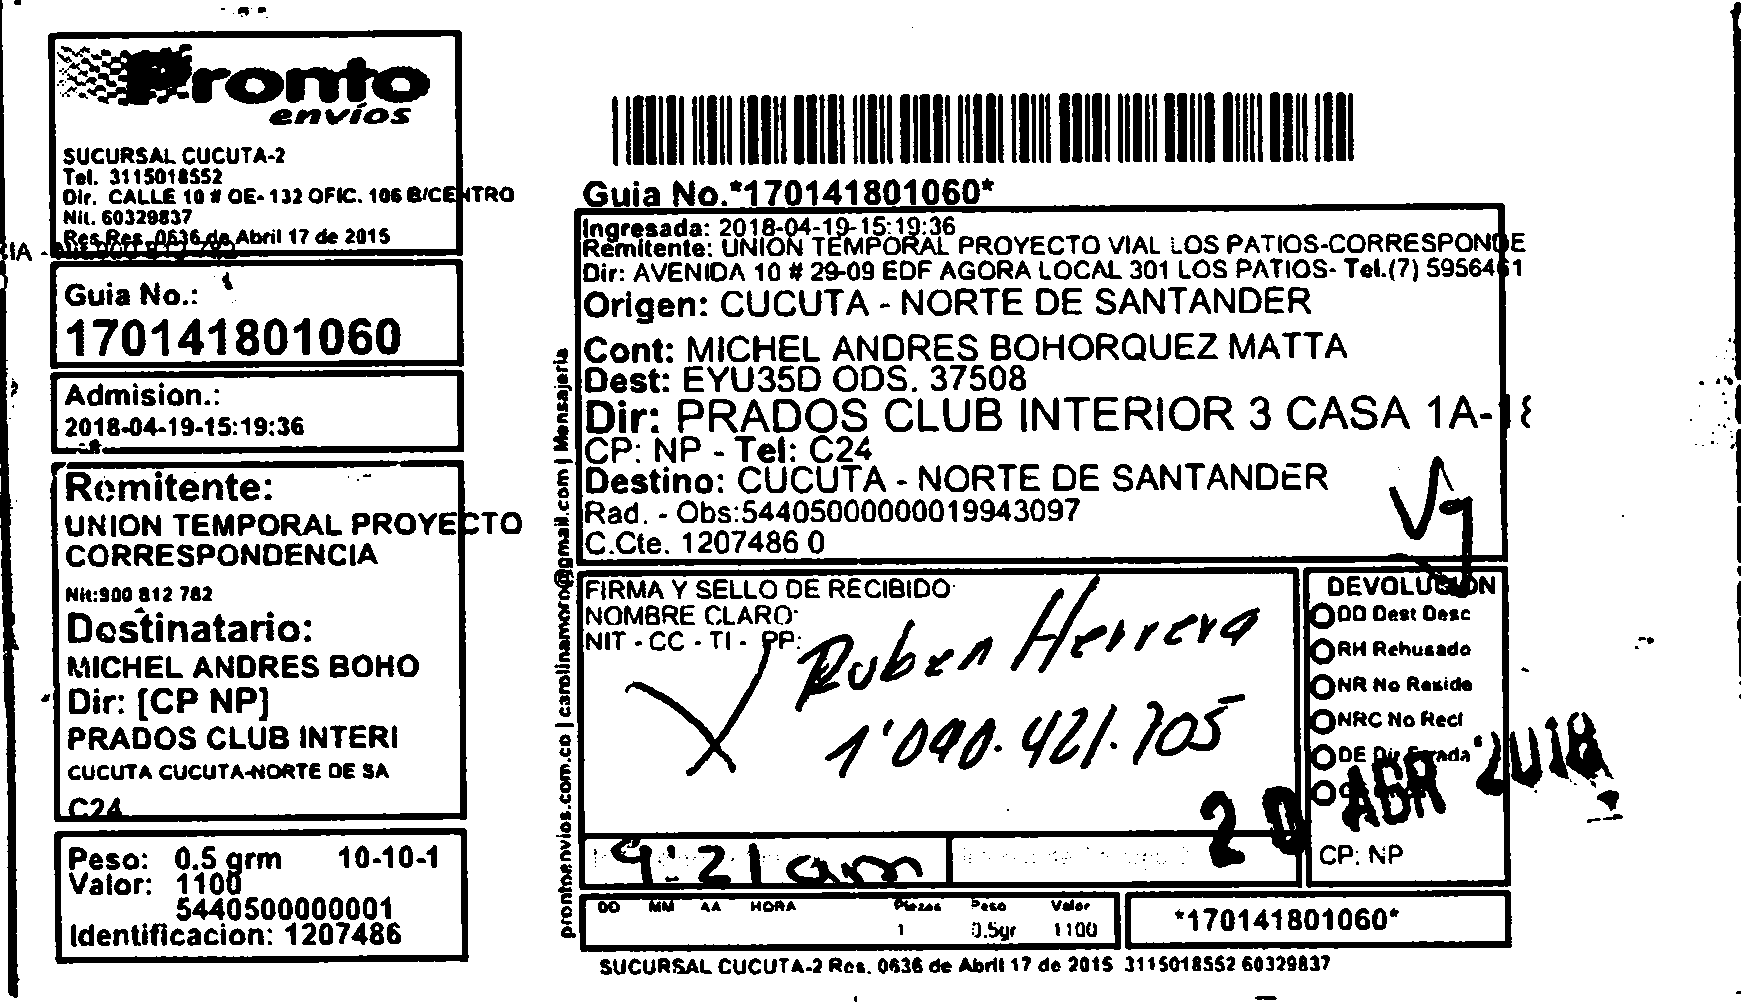 Pronto
envíos
SUCURSAL CUCUTA-2
Tel. 3115018552
Dir. CALLE 10 # OE- 132 OFIC. 106 B/CENTRO
Nit. 60329837
Res Res. 0636 de Abril 17 de 2015
Guia No.:
170141801060
Admision.:
2018-04-19-15:19:36
Remitente:
UNION TEMPORAL PROYECTO
CORRESPONDENCIA
Nit:900 812 782
Destinatario:
MICHEL ANDRES BOHO
Dir: [CP NP]
PRADOS CLUB INTERI
CUCUTA CUCUTA-NORTE DE SA
C24
Peso: 0.5 grm 10-10-1
Valor: 1100
5440500000001
Identificacion: 1207486
prontoenvios.com.co | carolinamoro@gmail.com | Mensajeria
Guia No.*170141801060*
Ingresada: 2018-04-19-15:19:36
Remitente: UNION TEMPORAL PROYECTO VIAL LOS PATIOS-CORRESPONDE
Dir: AVENIDA 10 # 29-09 EDF AGORA LOCAL 301 LOS PATIOS- Tel.(7) 5956461
Origen: CUCUTA - NORTE DE SANTANDER
Cont: MICHEL ANDRES BOHORQUEZ MATTA
Dest: EYU35D ODS. 37508
Dir: PRADOS CLUB INTERIOR 3 CASA 1A-18
CP: NP - Tel: C24
Destino: CUCUTA - NORTE DE SANTANDER
Rad. - Obs:54405000000019943097
C.Cte. 1207486 0
FIRMA Y SELLO DE RECIBIDO
NOMBRE CLARO
NIT - CC - TI - PP:
Ruben Herrera
1'090.421.705
DEVOLUCION
DD Dest Desc
RH Rehusado
NR No Reside
NRC No Recl
DE Dir Errada
20 ABR 2018
CP: NP
9:21 am
DD MM AA HORA Piezas Peso Valor
1 0.5gr 1100
*170141801060*
SUCURSAL CUCUTA-2 Res. 0636 de Abril 17 de 2015 3115018552 60329837